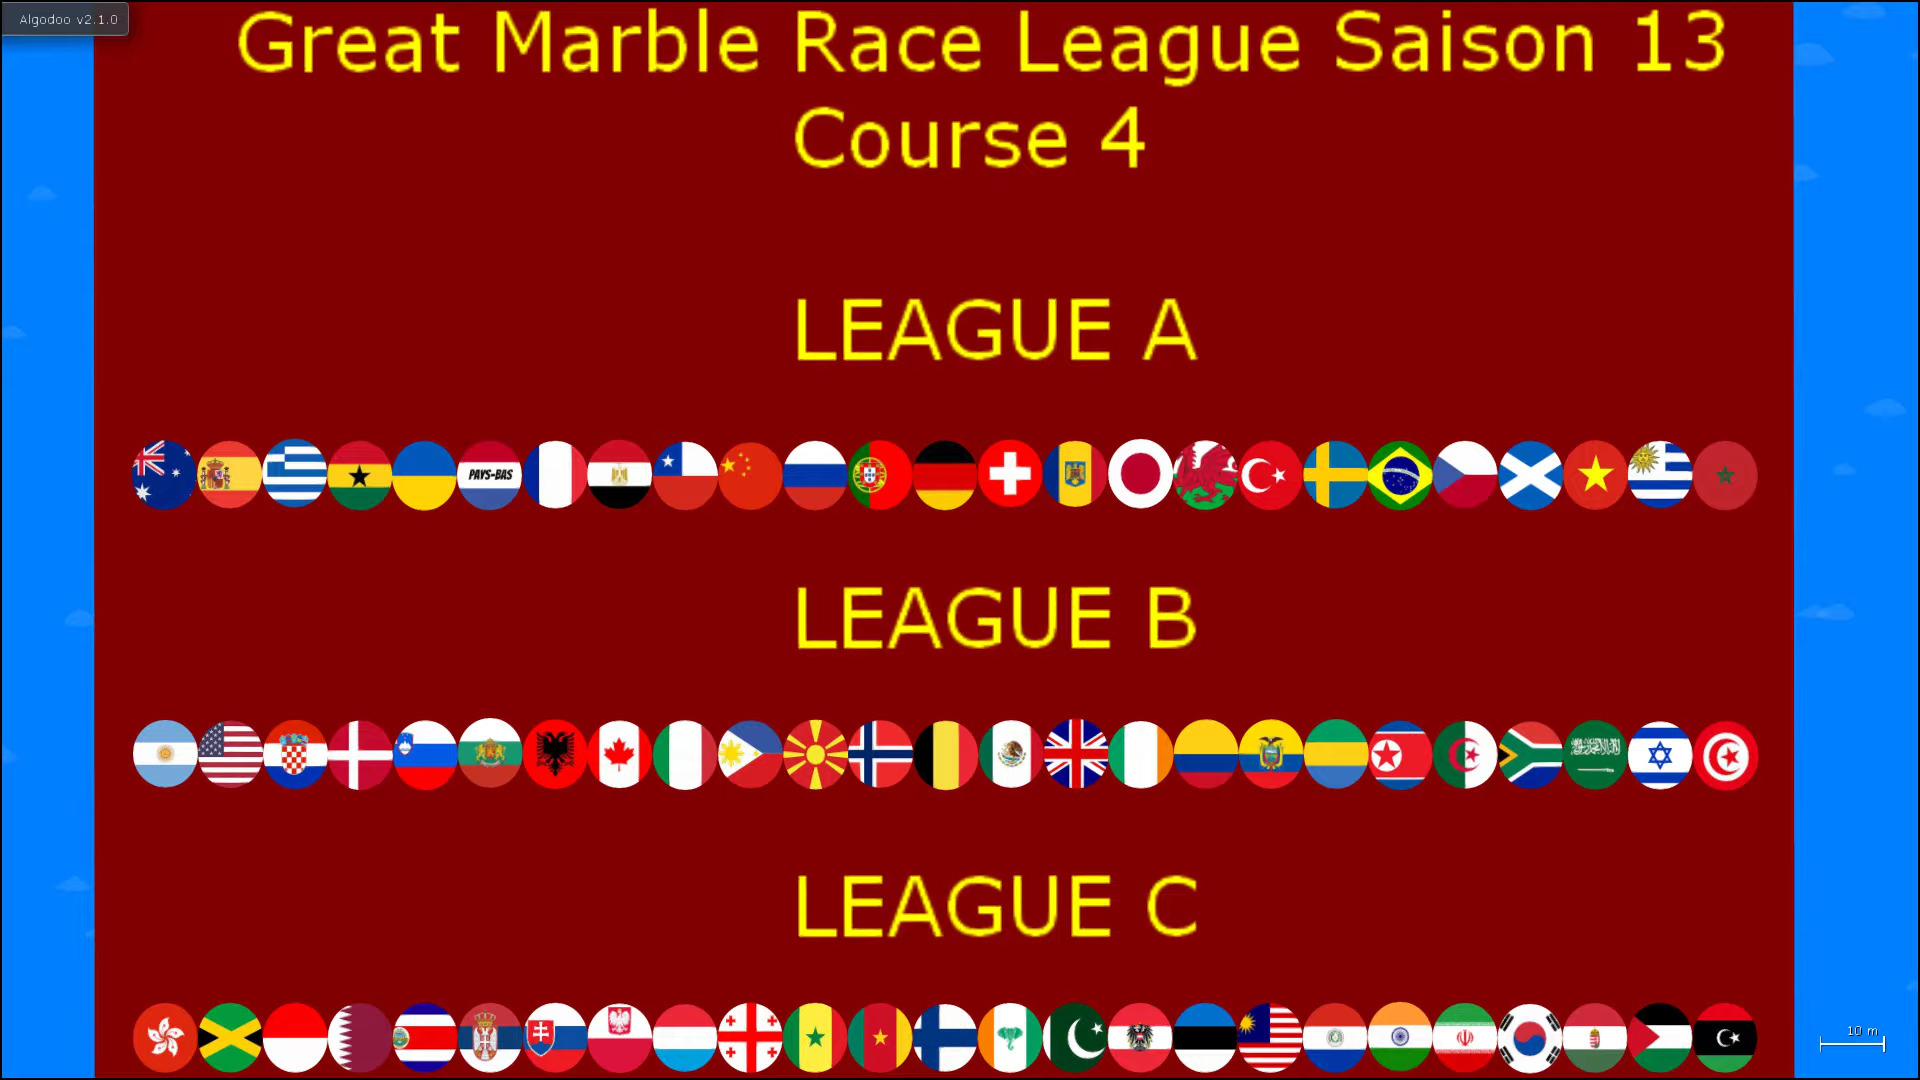 Algodoo v2.1.0
Great Marble Race League Saison 13
Course 4
LEAGUE A
PAYS-BAS
LEAGUE B
LEAGUE C
10 m